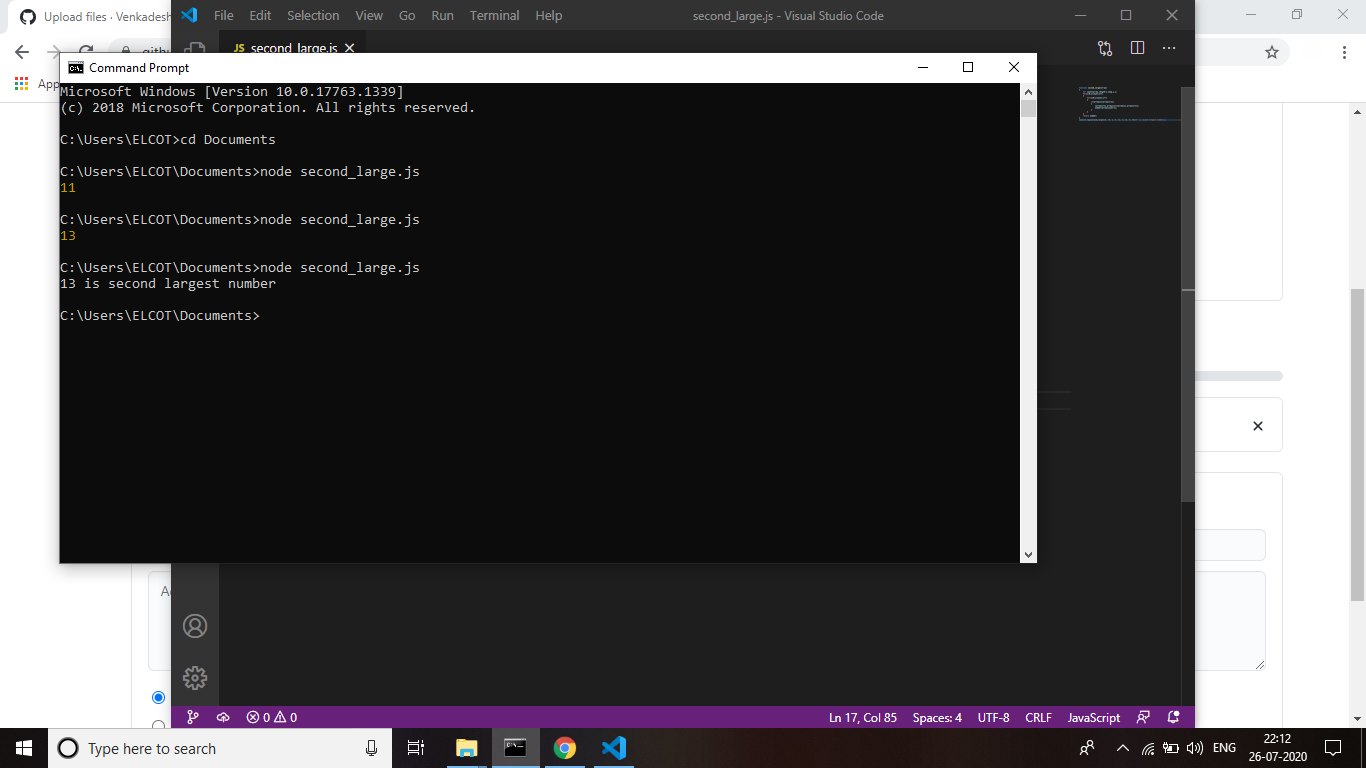 Upload files · Venkadesh
File Edit Selection View Go Run Terminal Help
second_large.js - Visual Studio Code
JS second_large.js
App
Command Prompt
Microsoft Windows [Version 10.0.17763.1339]
(c) 2018 Microsoft Corporation. All rights reserved.
C:\Users\ELCOT>cd Documents
C:\Users\ELCOT\Documents>node second_large.js
11
C:\Users\ELCOT\Documents>node second_large.js
13
C:\Users\ELCOT\Documents>node second_large.js
13 is second largest number
C:\Users\ELCOT\Documents>
0 0
Ln 17, Col 85 Spaces: 4 UTF-8 CRLF JavaScript
Type here to search
ENG
22:12
26-07-2020